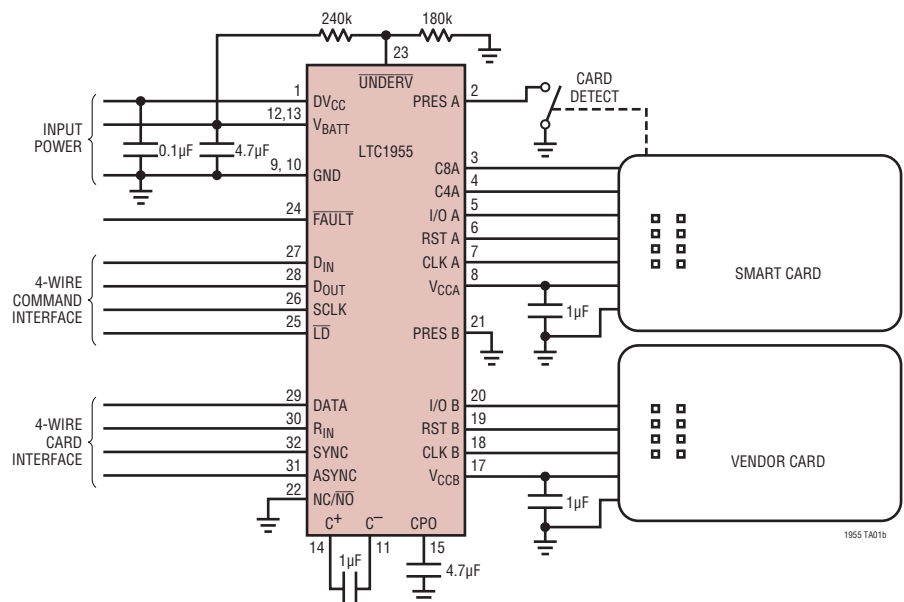 240k
180k
23
UNDERV
1
DVCC
PRES A
2
CARD
DETECT
12,13
VBATT
INPUT
POWER
0.1µF
4.7µF
LTC1955
9, 10
GND
C8A
3
C4A
4
24
FAULT
I/O A
5
RST A
6
27
DIN
CLK A
7
28
DOUT
VCCA
8
4-WIRE
COMMAND
INTERFACE
26
SCLK
25
LD
1µF
SMART CARD
PRES B
21
29
DATA
I/O B
20
4-WIRE
CARD
INTERFACE
30
RIN
RST B
19
32
SYNC
CLK B
18
31
ASYNC
VCCB
17
VENDOR CARD
22
NC/NO
1µF
C+
C–
CPO
14
1µF
11
15
4.7µF
1955 TA01b